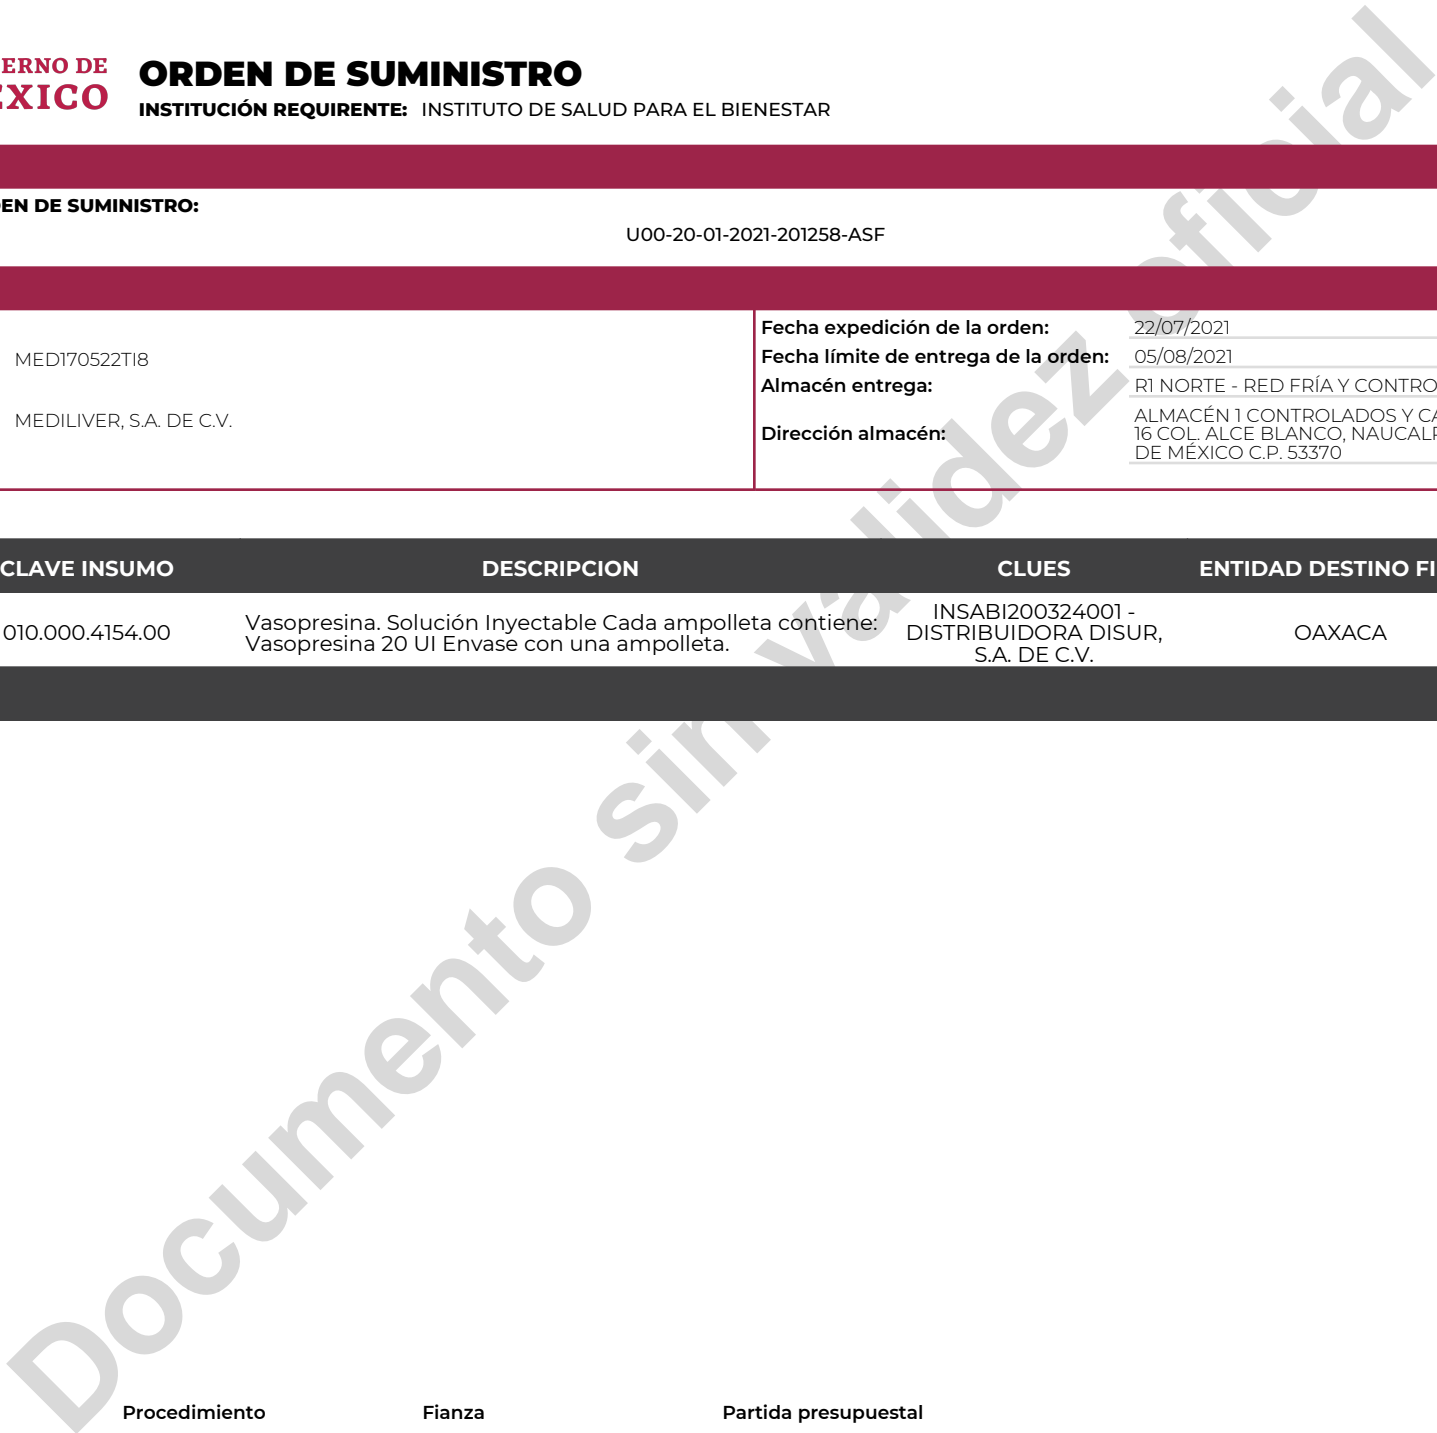 ERNO DE
ÉXICO
ORDEN DE SUMINISTRO
INSTITUCIÓN REQUIRENTE: INSTITUTO DE SALUD PARA EL BIENESTAR
EN DE SUMINISTRO:
U00-20-01-2021-201258-ASF
MED170522TI8
MEDILIVER, S.A. DE C.V.
Fecha expedición de la orden: 22/07/2021
Fecha límite de entrega de la orden: 05/08/2021
Almacén entrega: R1 NORTE - RED FRÍA Y CONTRO
Dirección almacén: ALMACÉN 1 CONTROLADOS Y CA
16 COL. ALCE BLANCO, NAUCALP
DE MÉXICO C.P. 53370
CLAVE INSUMO DESCRIPCION CLUES ENTIDAD DESTINO FI
010.000.4154.00
Vasopresina. Solución Inyectable Cada ampolleta contiene:
Vasopresina 20 UI Envase con una ampolleta.
INSABI200324001 -
DISTRIBUIDORA DISUR,
S.A. DE C.V.
OAXACA
Documento sin validez oficial
Procedimiento Fianza Partida presupuestal